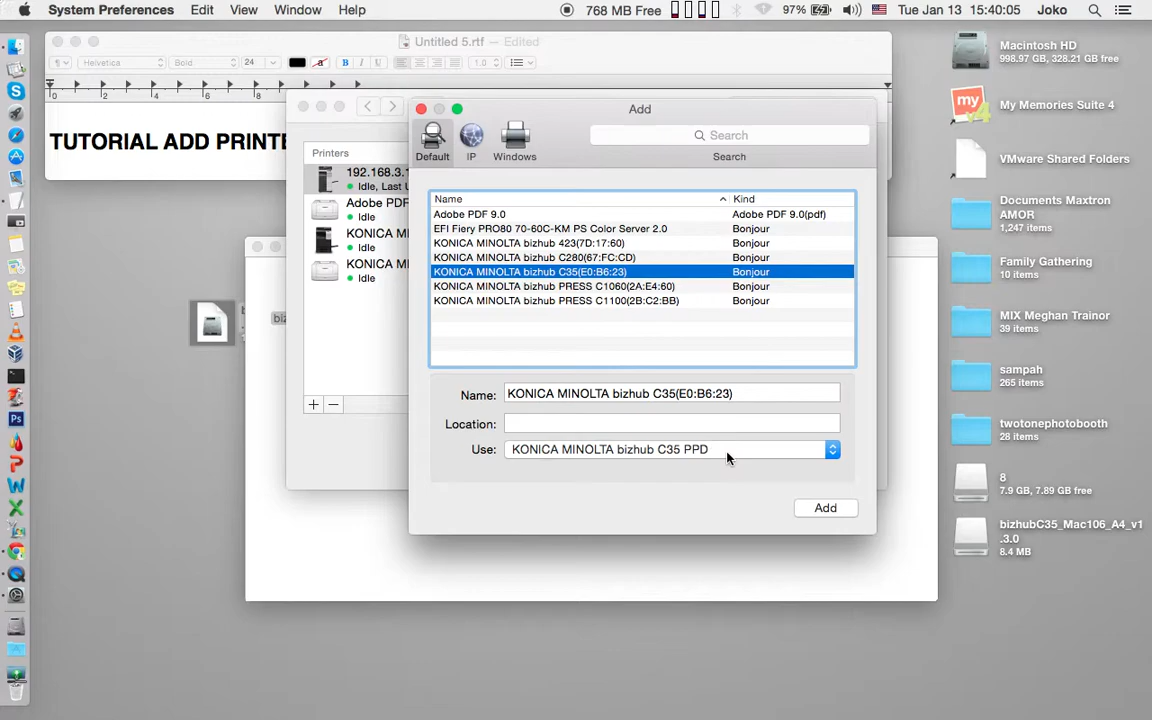 System Preferences Edit View Window Help 768 MB Free 97% Tue Jan 13 15:40:05 Joko
Untitled 5.rtf — Edited
Helvetica Bold 24 a B I U 1.0
0 2 4 6 8
TUTORIAL ADD PRINTE
Printers
192.168.3.1
Idle, Last U
Adobe PDF
Idle
KONICA M
Idle
KONICA M
Idle
Add
Default IP Windows
Search
Search
Name Kind
Adobe PDF 9.0 Adobe PDF 9.0(pdf)
EFI Fiery PRO80 70-60C-KM PS Color Server 2.0 Bonjour
KONICA MINOLTA bizhub 423(7D:17:60) Bonjour
KONICA MINOLTA bizhub C280(67:FC:CD) Bonjour
KONICA MINOLTA bizhub C35(E0:B6:23) Bonjour
KONICA MINOLTA bizhub PRESS C1060(2A:E4:60) Bonjour
KONICA MINOLTA bizhub PRESS C1100(2B:C2:BB) Bonjour
Name: KONICA MINOLTA bizhub C35(E0:B6:23)
Location:
Use: KONICA MINOLTA bizhub C35 PPD
Add
Macintosh HD
998.97 GB, 328.21 GB free
my
v4
My Memories Suite 4
VMware Shared Folders
Documents Maxtron
AMOR
1,247 items
Family Gathering
10 items
MIX Meghan Trainor
39 items
sampah
265 items
twotonephotobooth
28 items
8
7.9 GB, 7.89 GB free
bizhubC35_Mac106_A4_v1
.3.0
8.4 MB